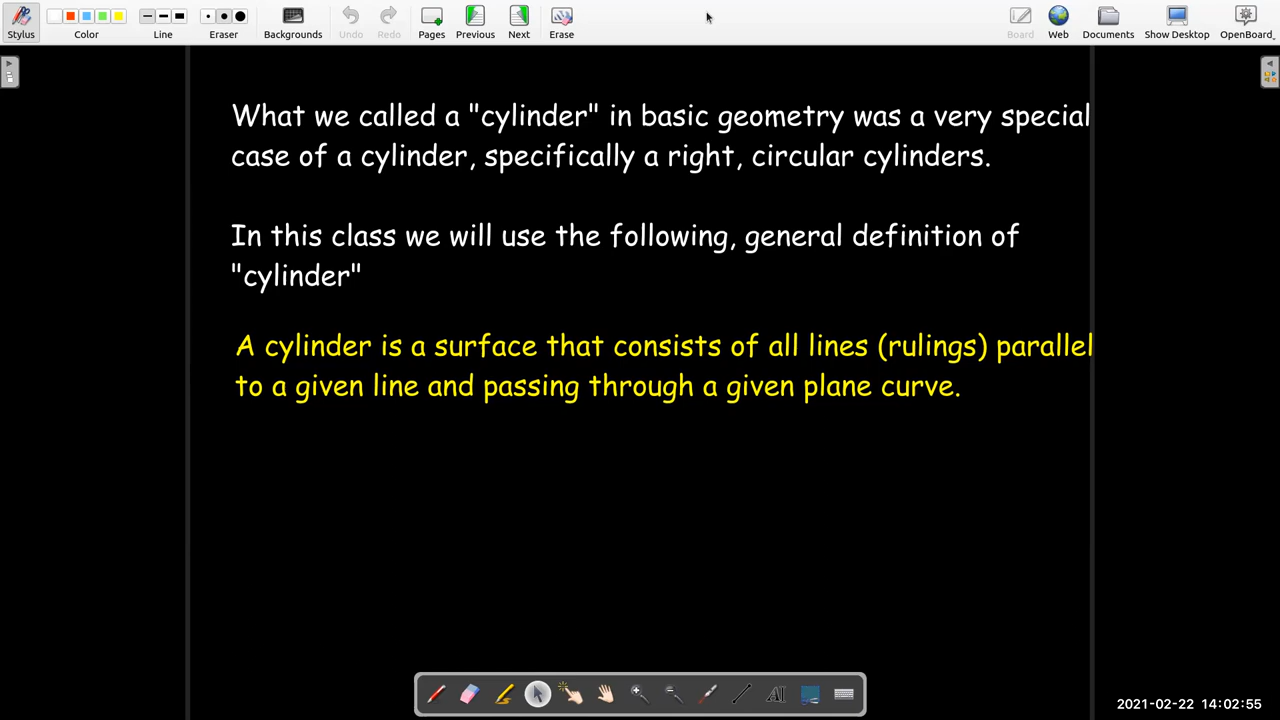 Stylus Color Line Eraser Backgrounds Undo Redo Pages Previous Next Erase Board Web Documents Show Desktop OpenBoard
What we called a "cylinder" in basic geometry was a very special
case of a cylinder, specifically a right, circular cylinders.
In this class we will use the following, general definition of
"cylinder"
A cylinder is a surface that consists of all lines (rulings) parallel
to a given line and passing through a given plane curve.
AI
2021-02-22 14:02:55